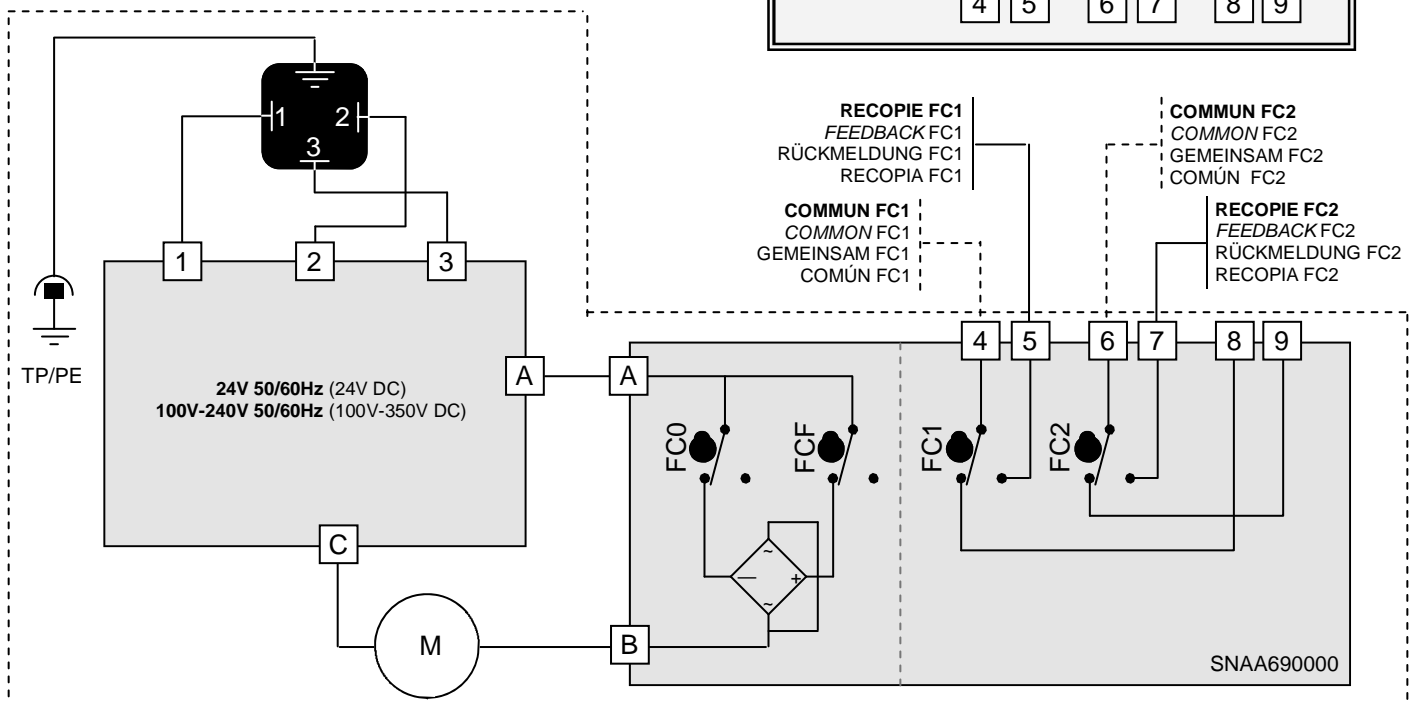 4 5 6 7 8 9
RECOPIE FC1
FEEDBACK FC1
RÜCKMELDUNG FC1
RECOPIA FC1
COMMUN FC2
COMMON FC2
GEMEINSAM FC2
COMÚN FC2
COMMUN FC1
COMMON FC1
GEMEINSAM FC1
COMÚN FC1
RECOPIE FC2
FEEDBACK FC2
RÜCKMELDUNG FC2
RECOPIA FC2
1 2
3
1 2 3
TP/PE
24V 50/60Hz (24V DC)
100V-240V 50/60Hz (100V-350V DC)
A A
C
M
B
4 5 6 7 8 9
FC0
FCF
FC1
FC2
~
— +
~
SNAA690000